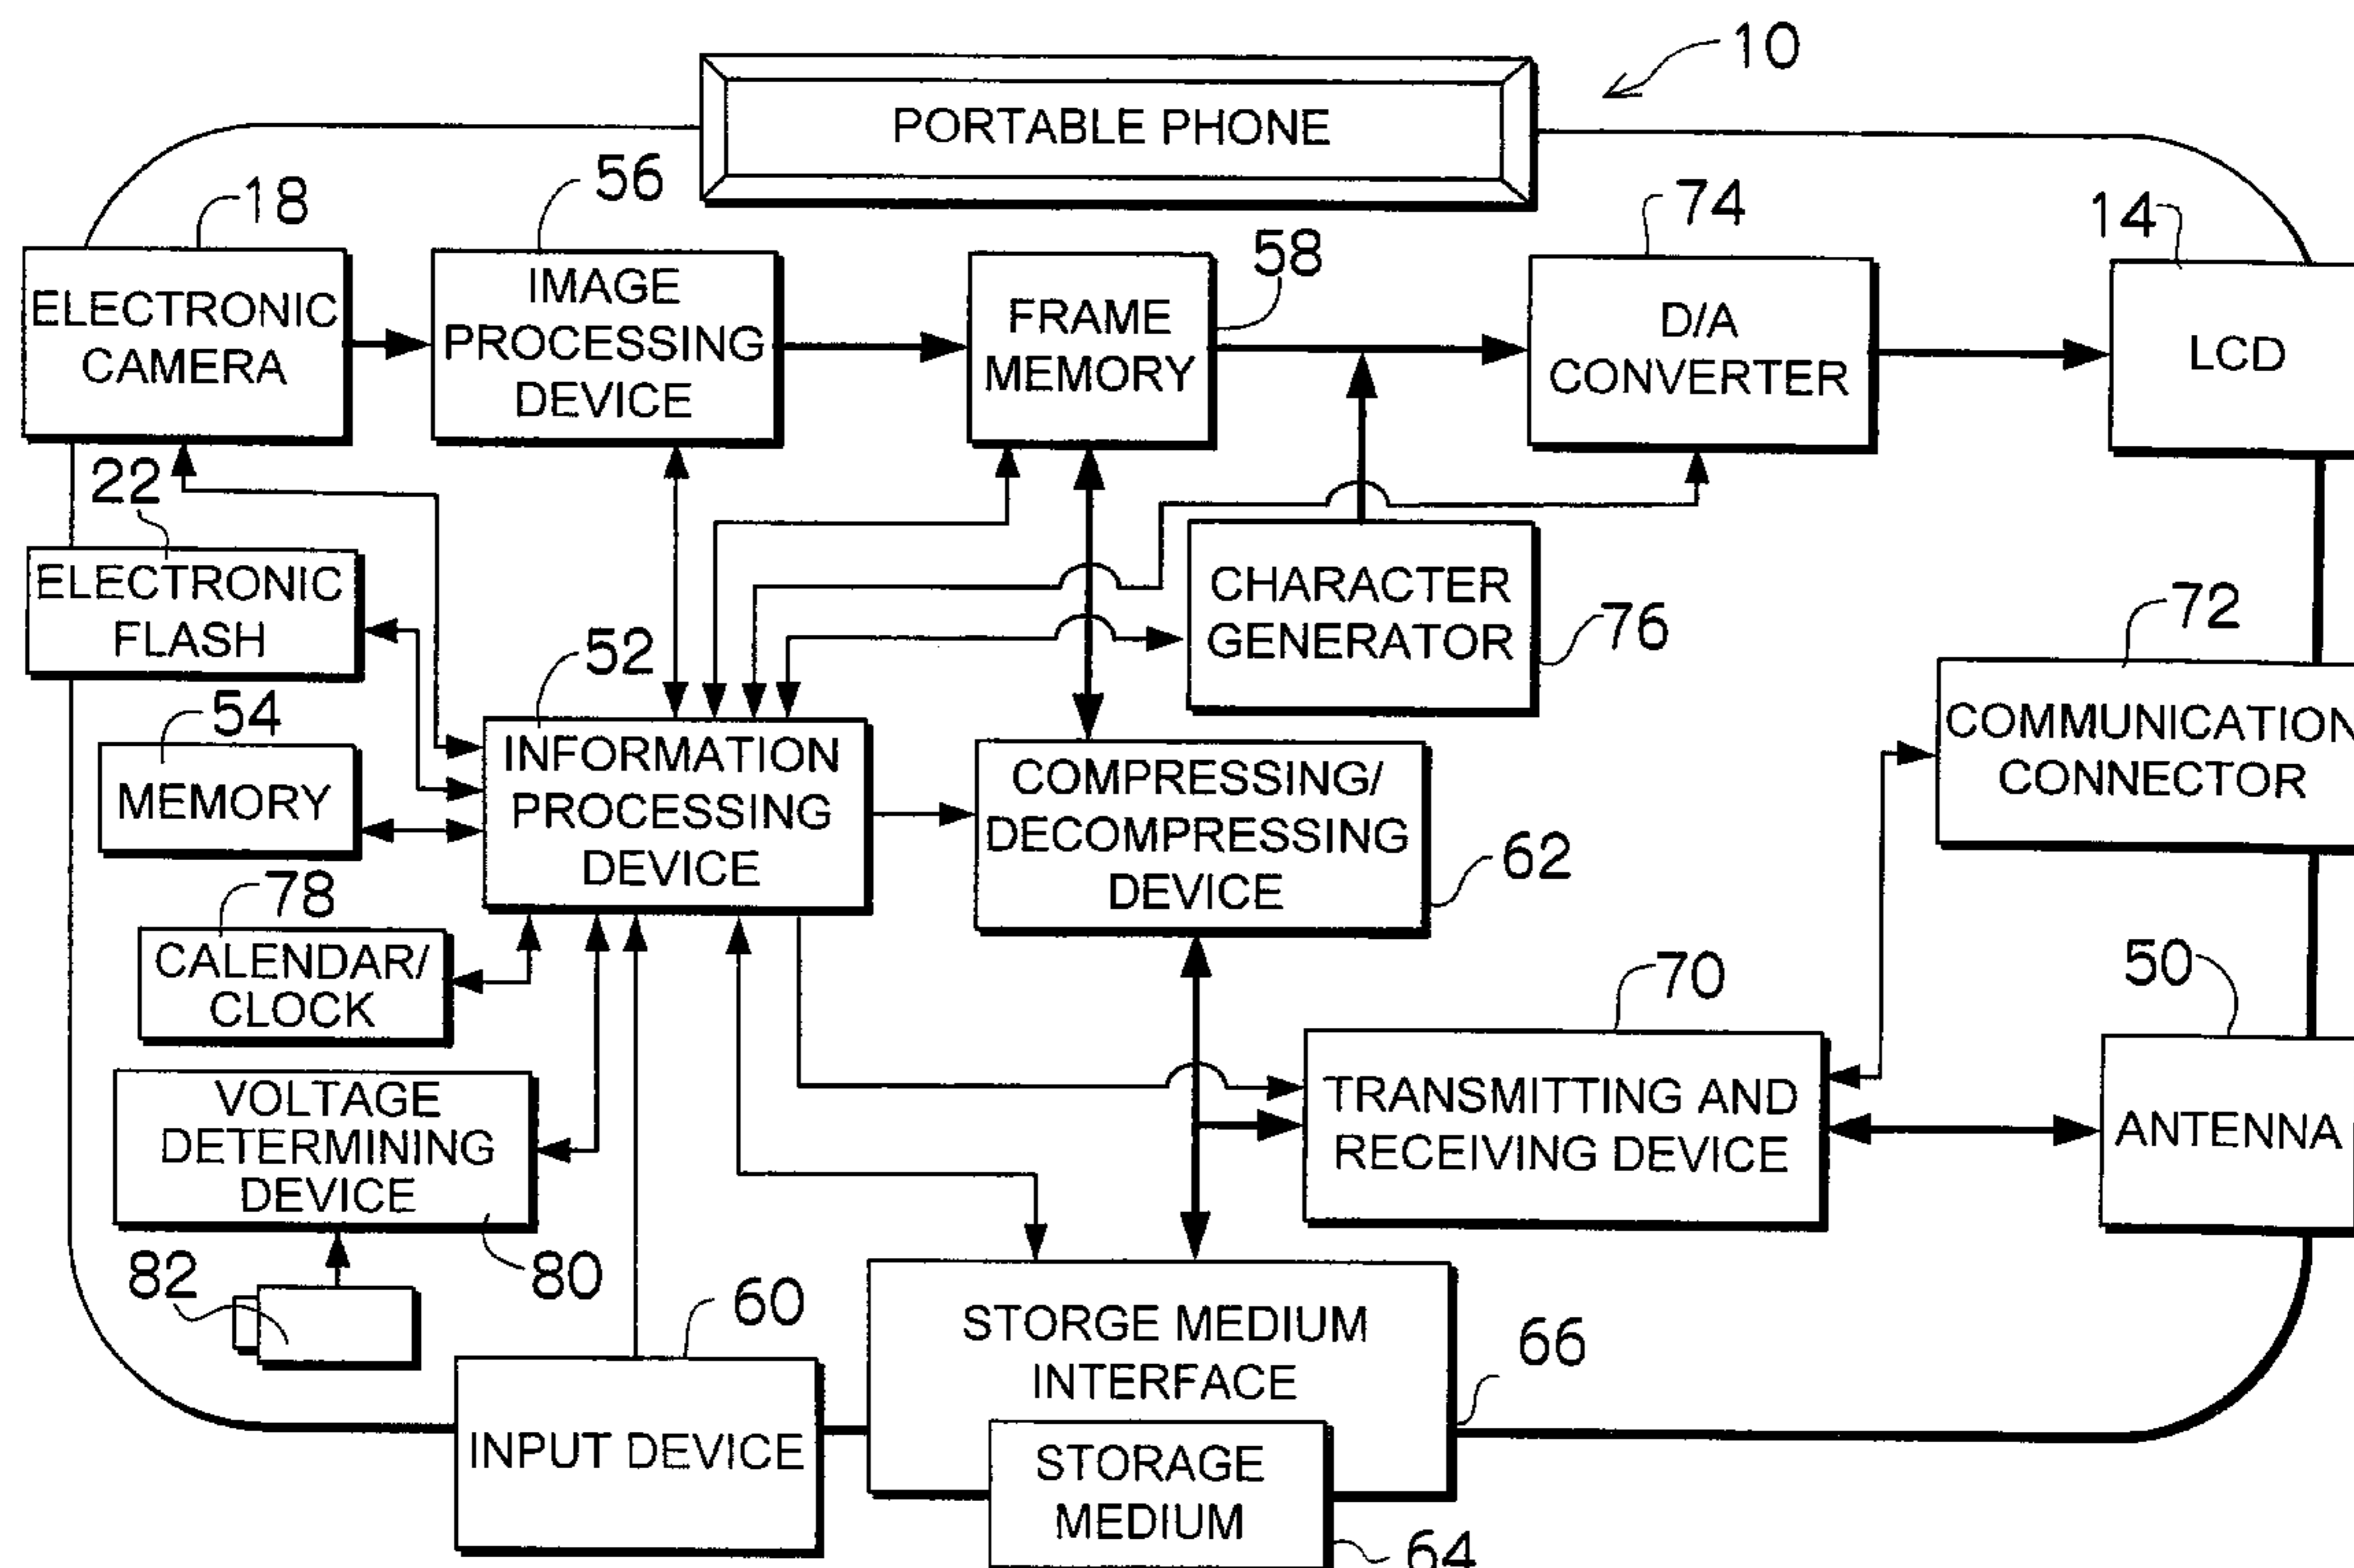 10
PORTABLE PHONE
18
56
58
74
14
ELECTRONIC
CAMERA
IMAGE
PROCESSING
DEVICE
FRAME
MEMORY
D/A
CONVERTER
LCD
22
ELECTRONIC
FLASH
CHARACTER
GENERATOR
76
72
COMMUNICATION
CONNECTOR
54
MEMORY
52
INFORMATION
PROCESSING
DEVICE
COMPRESSING/
DECOMPRESSING
DEVICE
62
78
CALENDAR/
CLOCK
70
TRANSMITTING AND
RECEIVING DEVICE
50
ANTENNA
VOLTAGE
DETERMINING
DEVICE
80
82
60
INPUT DEVICE
STORGE MEDIUM
INTERFACE
66
STORAGE
MEDIUM
64